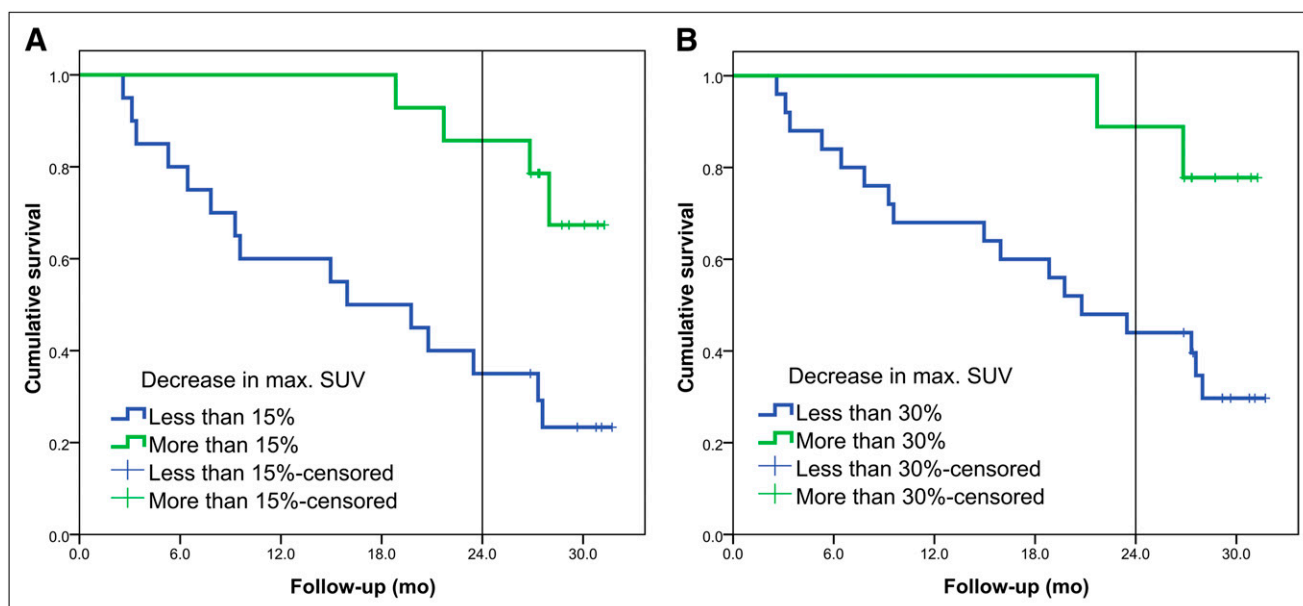 A
Cumulative survival
1.0
0.8
0.6
0.4
0.2
0.0
Decrease in max. SUV
Less than 15%
More than 15%
Less than 15%-censored
More than 15%-censored
0.0 6.0 12.0 18.0 24.0 30.0
Follow-up (mo)
B
Cumulative survival
1.0
0.8
0.6
0.4
0.2
0.0
Decrease in max. SUV
Less than 30%
More than 30%
Less than 30%-censored
More than 30%-censored
0.0 6.0 12.0 18.0 24.0 30.0
Follow-up (mo)